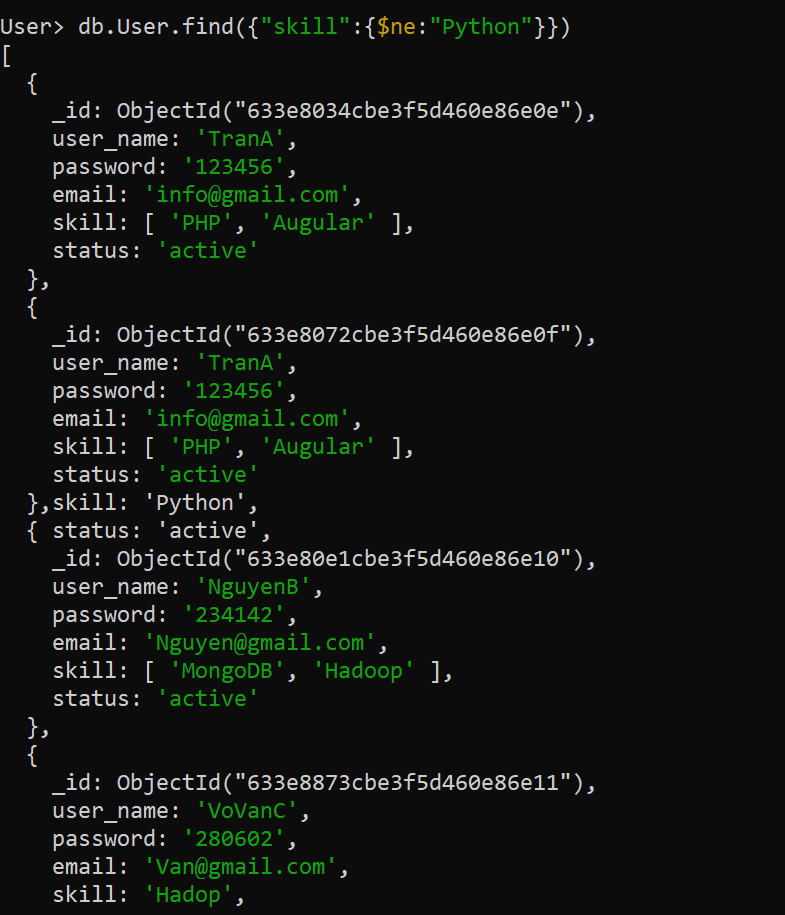 User> db.User.find({"skill":{$ne:"Python"}})
[
  {
    _id: ObjectId("633e8034cbe3f5d460e86e0e"),
    user_name: 'TranA',
    password: '123456',
    email: 'info@gmail.com',
    skill: [ 'PHP', 'Augular' ],
    status: 'active'
  },
  {
    _id: ObjectId("633e8072cbe3f5d460e86e0f"),
    user_name: 'TranA',
    password: '123456',
    email: 'info@gmail.com',
    skill: [ 'PHP', 'Augular' ],
    status: 'active'
  },skill: 'Python',
  { status: 'active',
    _id: ObjectId("633e80e1cbe3f5d460e86e10"),
    user_name: 'NguyenB',
    password: '234142',
    email: 'Nguyen@gmail.com',
    skill: [ 'MongoDB', 'Hadoop' ],
    status: 'active'
  },
  {
    _id: ObjectId("633e8873cbe3f5d460e86e11"),
    user_name: 'VoVanC',
    password: '280602',
    email: 'Van@gmail.com',
    skill: 'Hadop',